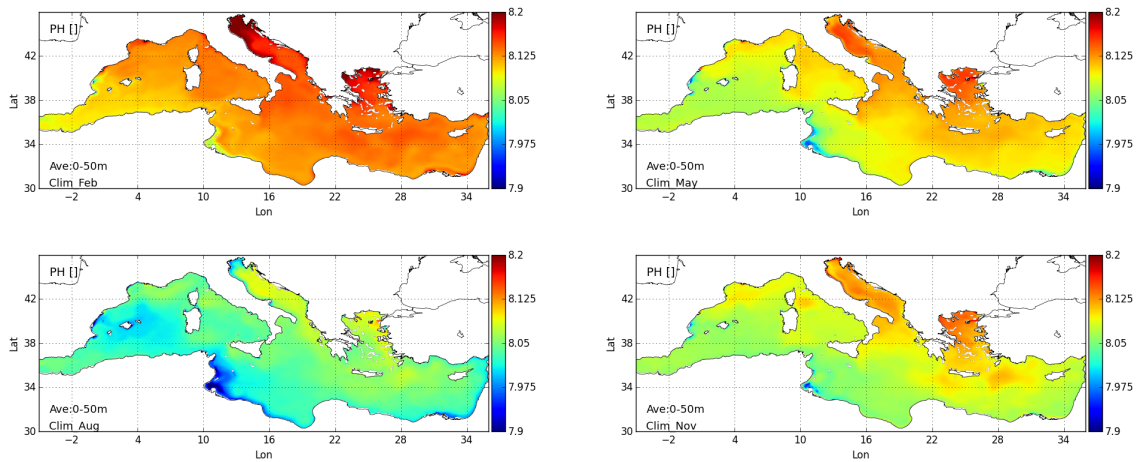 PH []
Ave:0-50m
Clim_Feb
Lat
42
38
34
30
−2 4 10 16 22 28 34
Lon
8.2
8.125
8.05
7.975
7.9
PH []
Ave:0-50m
Clim_May
Lat
42
38
34
30
−2 4 10 16 22 28 34
Lon
8.2
8.125
8.05
7.975
7.9
PH []
Ave:0-50m
Clim_Aug
Lat
42
38
34
30
−2 4 10 16 22 28 34
Lon
8.2
8.125
8.05
7.975
7.9
PH []
Ave:0-50m
Clim_Nov
Lat
42
38
34
30
−2 4 10 16 22 28 34
Lon
8.2
8.125
8.05
7.975
7.9